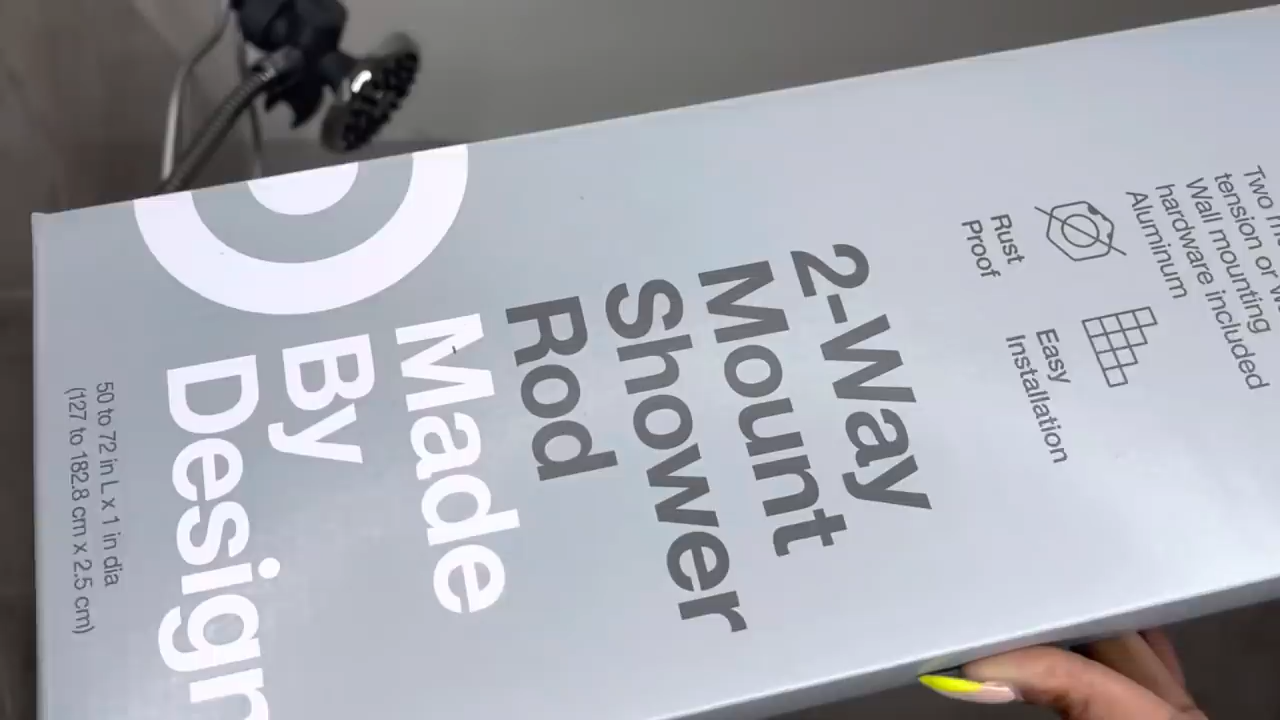 Two
tension or
Wall mounting
hardware included
Aluminum
Rust
Proof
Easy
Installation
2-Way
Mount
Shower
Rod
Made
By
Design
50 to 72 in L x 1 in dia
(127 to 182.8 cm x 2.5 cm)